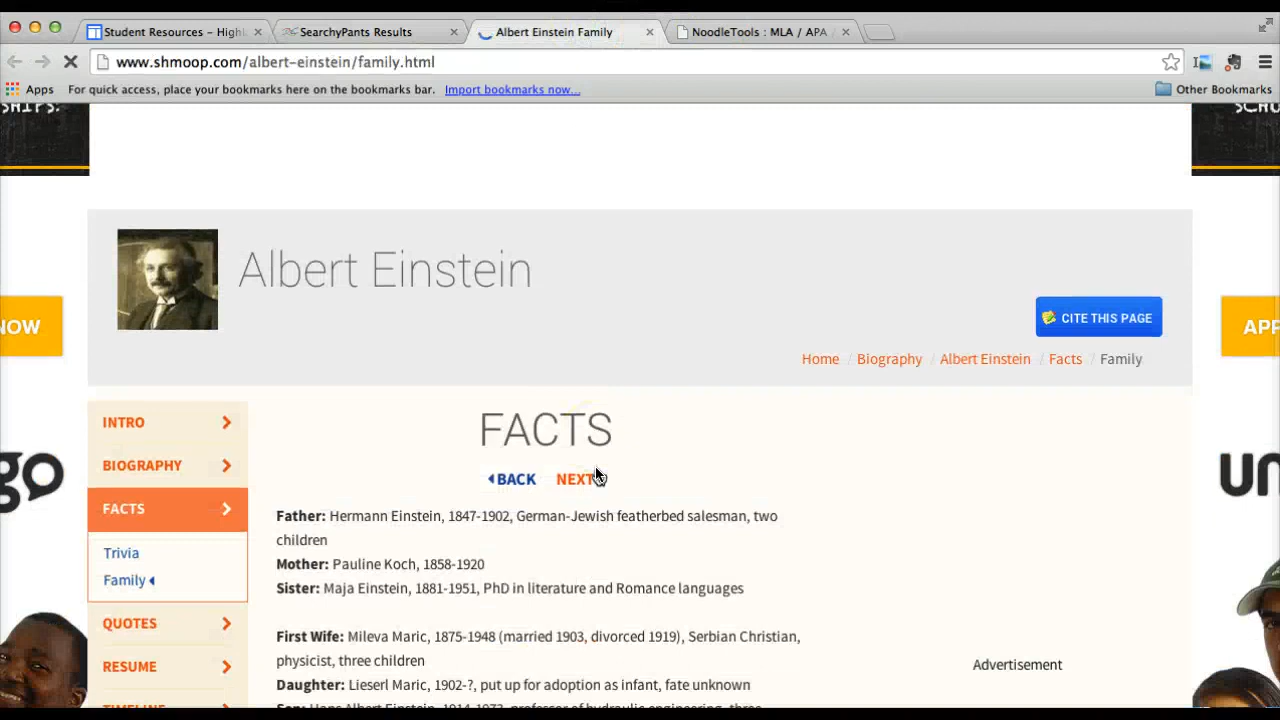 Student Resources – Highl
SearchyPants Results
Albert Einstein Family
NoodleTools : MLA / APA
www.shmoop.com/albert-einstein/family.html
Apps
For quick access, place your bookmarks here on the bookmarks bar.
Import bookmarks now...
Other Bookmarks
Albert Einstein
NOW
CITE THIS PAGE
APP
Home / Biography / Albert Einstein / Facts / Family
INTRO
FACTS
go
un
BIOGRAPHY
BACK NEXT
FACTS
Father: Hermann Einstein, 1847-1902, German-Jewish featherbed salesman, two
children
Trivia
Mother: Pauline Koch, 1858-1920
Family
Sister: Maja Einstein, 1881-1951, PhD in literature and Romance languages
QUOTES
First Wife: Mileva Maric, 1875-1948 (married 1903, divorced 1919), Serbian Christian,
physicist, three children
RESUME
Advertisement
Daughter: Lieserl Maric, 1902-?, put up for adoption as infant, fate unknown